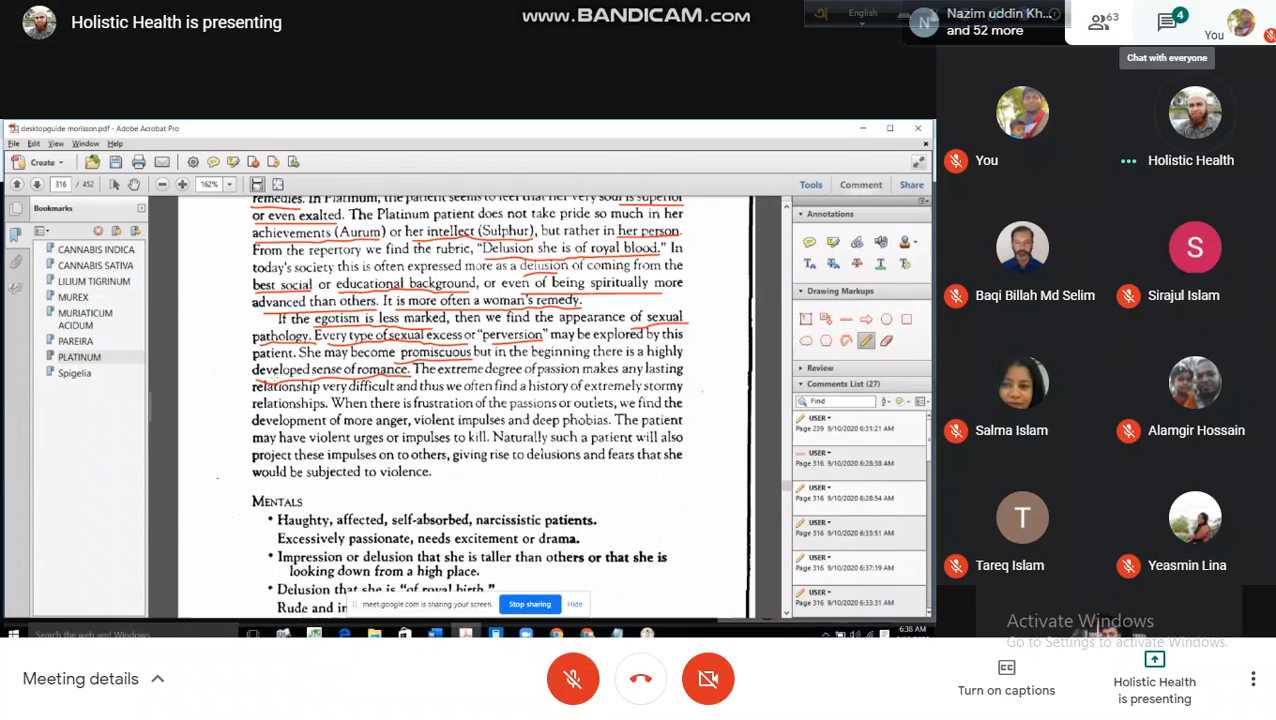 Holistic Health is presenting
www.BANDICAM.com
English
N
Nazim uddin Kh...
and 52 more
63
4
You
Chat with everyone
desktopguide morisson.pdf - Adobe Acrobat Pro
File Edit View Window Help
Create
316 / 452
162%
Tools
Comment
Share
Bookmarks
CANNABIS INDICA
CANNABIS SATIVA
LILIUM TIGRINUM
MUREX
MURIATICUM
ACIDUM
PAREIRA
PLATINUM
Spigelia
remedies. In Platinum, the patient seems to feel that her very soul is superior
or even exalted. The Platinum patient does not take pride so much in her
achievements (Aurum) or her intellect (Sulphur), but rather in her person.
From the repertory we find the rubric, "Delusion she is of royal blood." In
today's society this is often expressed more as a delusion of coming from the
best social or educational background, or even of being spiritually more
advanced than others. It is more often a woman's remedy.
If the egotism is less marked, then we find the appearance of sexual
pathology. Every type of sexual excess or "perversion" may be explored by this
patient. She may become promiscuous but in the beginning there is a highly
developed sense of romance. The extreme degree of passion makes any lasting
relationship very difficult and thus we often find a history of extremely stormy
relationships. When there is frustration of the passions or outlets, we find the
development of more anger, violent impulses and deep phobias. The patient
may have violent urges or impulses to kill. Naturally such a patient will also
project these impulses on to others, giving rise to delusions and fears that she
would be subjected to violence.
MENTALS
• Haughty, affected, self-absorbed, narcissistic patients.
Excessively passionate, needs excitement or drama.
• Impression or delusion that she is taller than others or that she is
looking down from a high place.
• Delusion that she is "of royal birth."
Rude and in
meet.google.com is sharing your screen.
Stop sharing
Hide
Annotations
Drawing Markups
Review
Comments List (27)
Find
USER
Page 239 9/10/2020 6:31:21 AM
USER
Page 316 9/10/2020 6:28:38 AM
USER
Page 316 9/10/2020 6:28:54 AM
USER
Page 316 9/10/2020 6:33:51 AM
USER
Page 316 9/10/2020 6:37:19 AM
USER
Page 316 9/10/2020 6:33:31 AM
Search the web and Windows
6:38 AM
You
Holistic Health
Baqi Billah Md Selim
S
Sirajul Islam
Salma Islam
Alamgir Hossain
T
Tareq Islam
Yeasmin Lina
Activate Windows
Go to Settings to activate Windows.
Meeting details
CC
Turn on captions
Holistic Health
is presenting